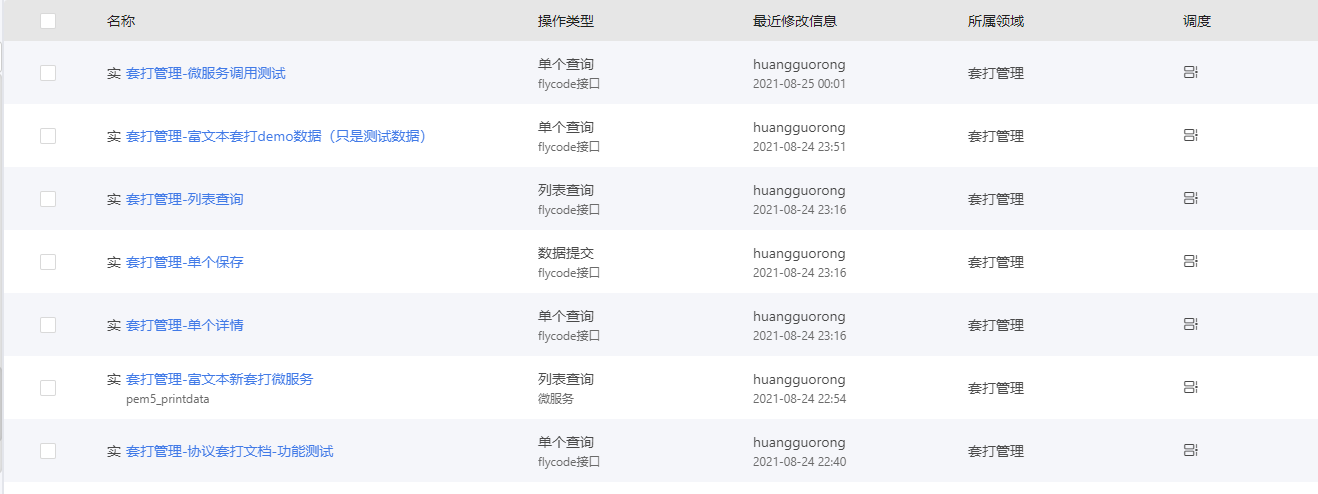 名称 操作类型 最近修改信息 所属领域 调度
实 套打管理-微服务调用测试 单个查询 huangguorong 套打管理
flycode接口 2021-08-25 00:01
实 套打管理-富文本套打demo数据（只是测试数据） 单个查询 huangguorong 套打管理
flycode接口 2021-08-24 23:51
实 套打管理-列表查询 列表查询 huangguorong 套打管理
flycode接口 2021-08-24 23:16
实 套打管理-单个保存 数据提交 huangguorong 套打管理
flycode接口 2021-08-24 23:16
实 套打管理-单个详情 单个查询 huangguorong 套打管理
flycode接口 2021-08-24 23:16
实 套打管理-富文本新套打微服务 列表查询 huangguorong 套打管理
pem5_printdata 微服务 2021-08-24 22:54
实 套打管理-协议套打文档-功能测试 单个查询 huangguorong 套打管理
flycode接口 2021-08-24 22:40